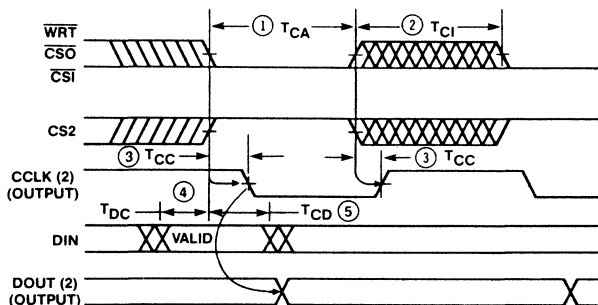 WRT
CSO
CSI
CS2
CCLK (2)
(OUTPUT)
DIN
DOUT (2)
(OUTPUT)
① TCA
② TCI
③ TCC
③ TCC
④
TDC
TCD ⑤
VALID